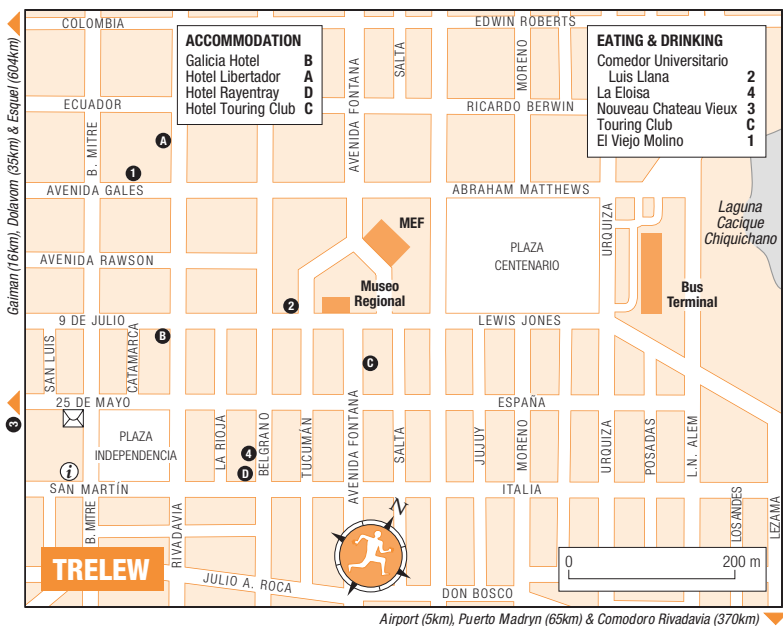 COLOMBIA
EDWIN ROBERTS
ACCOMMODATION
Galicia Hotel B
Hotel Libertador A
Hotel Rayentray D
Hotel Touring Club C
SALTA
MORENO
EATING & DRINKING
Comedor Universitario
Luis Llana 2
La Eloisa 4
Nouveau Chateau Vieux 3
Touring Club C
El Viejo Molino 1
Gaiman (16km), Dolavom (35km) & Esquel (604km)
ECUADOR
AVENIDA FONTANA
RICARDO BERWIN
B. MITRE
A
1
AVENIDA GALES
ABRAHAM MATTHEWS
Laguna
Cacique
Chiquichano
MEF
PLAZA
CENTENARIO
URQUIZA
AVENIDA RAWSON
Museo
Regional
Bus
Terminal
2
9 DE JULIO
LEWIS JONES
SAN LUIS
CATAMARCA
B
C
25 DE MAYO
ESPAÑA
3
PLAZA
INDEPENDENCIA
i
LA RIOJA
4
D
BELGRANO
TUCUMÁN
AVENIDA FONTANA
SALTA
JUJUY
MORENO
URQUIZA
POSADAS
L.N. ALEM
SAN MARTÍN
ITALIA
B. MITRE
RIVADAVIA
N
LOS ANDES
LEZAMA
TRELEW
JULIO A. ROCA
DON BOSCO
0 200 m
Airport (5km), Puerto Madryn (65km) & Comodoro Rivadavia (370km)